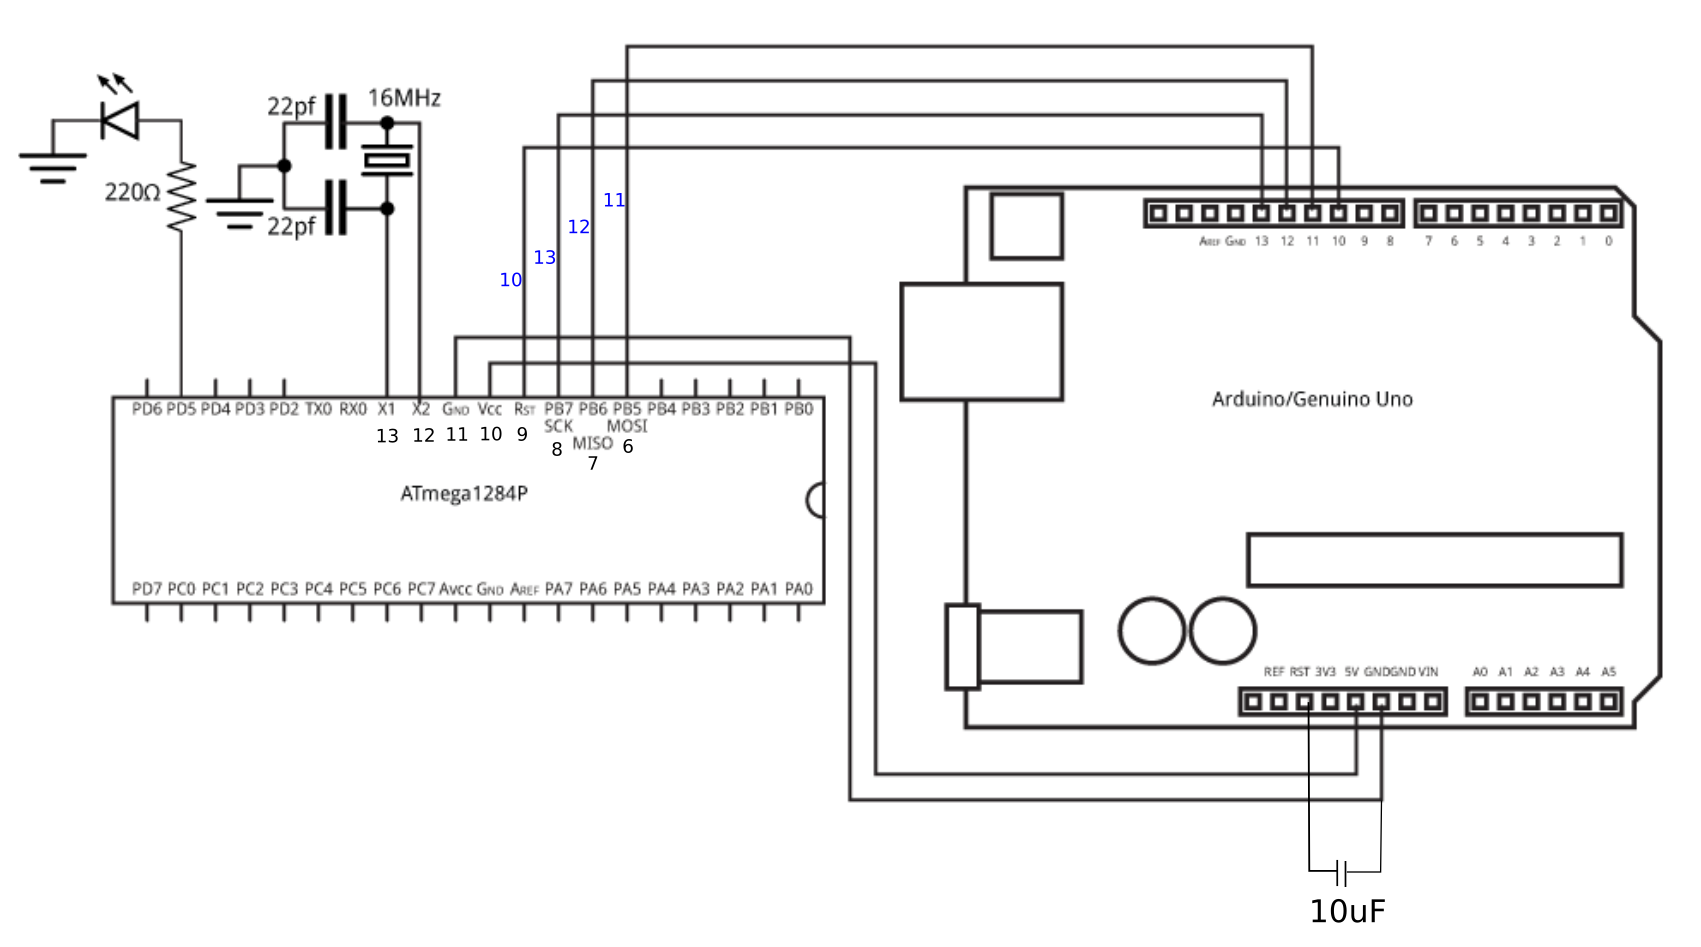 22pf
16MHz
220Ω
22pf
11
12
13
10
AREF GND 13 12 11 10 9 8
7 6 5 4 3 2 1 0
Arduino/Genuino Uno
PD6 PD5 PD4 PD3 PD2 TX0 RX0 X1 X2 GND Vcc RST PB7 PB6 PB5 PB4 PB3 PB2 PB1 PB0
SCK MOSI
MISO
13 12 11 10 9 8 7 6
ATmega1284P
PD7 PC0 PC1 PC2 PC3 PC4 PC5 PC6 PC7 AVCC GND AREF PA7 PA6 PA5 PA4 PA3 PA2 PA1 PA0
REF RST 3V3 5V GND GND VIN
A0 A1 A2 A3 A4 A5
10uF